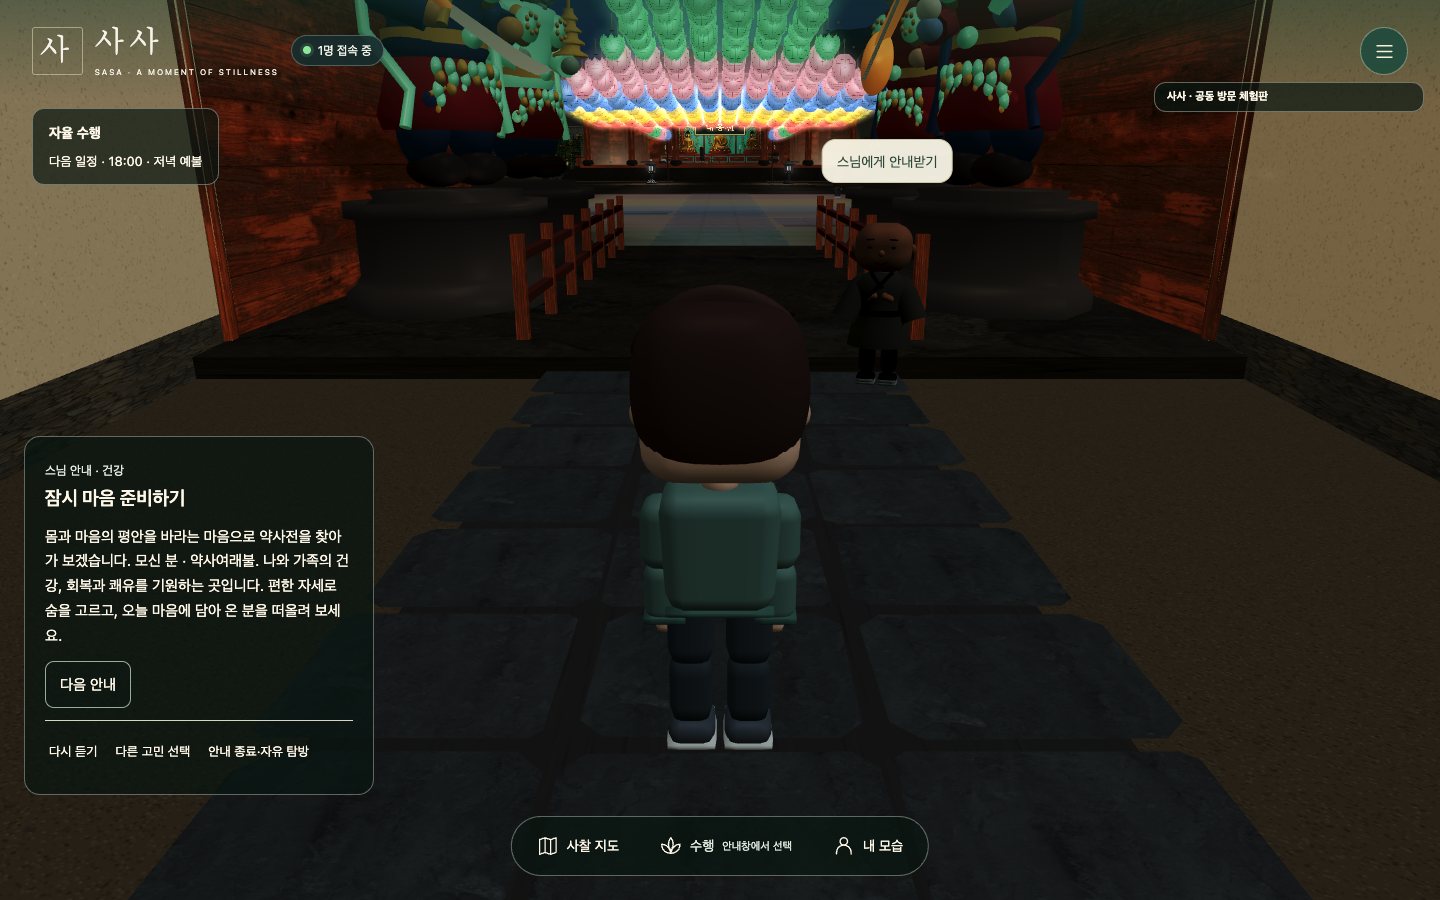 사
사사
SASA · A MOMENT OF STILLNESS
1명 접속 중
사사 · 공동 방문 체험판
자율 수행
다음 일정 · 18:00 · 저녁 예불
스님에게 안내받기
스님 안내 · 건강
잠시 마음 준비하기
몸과 마음의 평안을 바라는 마음으로 약사전을 찾아
가 보겠습니다. 모신 분 · 약사여래불. 나와 가족의 건
강, 회복과 쾌유를 기원하는 곳입니다. 편한 자세로
숨을 고르고, 오늘 마음에 담아 온 분을 떠올려 보세
요.
다음 안내
다시 듣기 다른 고민 선택 안내 종료·자유 탐방
사찰 지도 수행 안내창에서 선택 내 모습